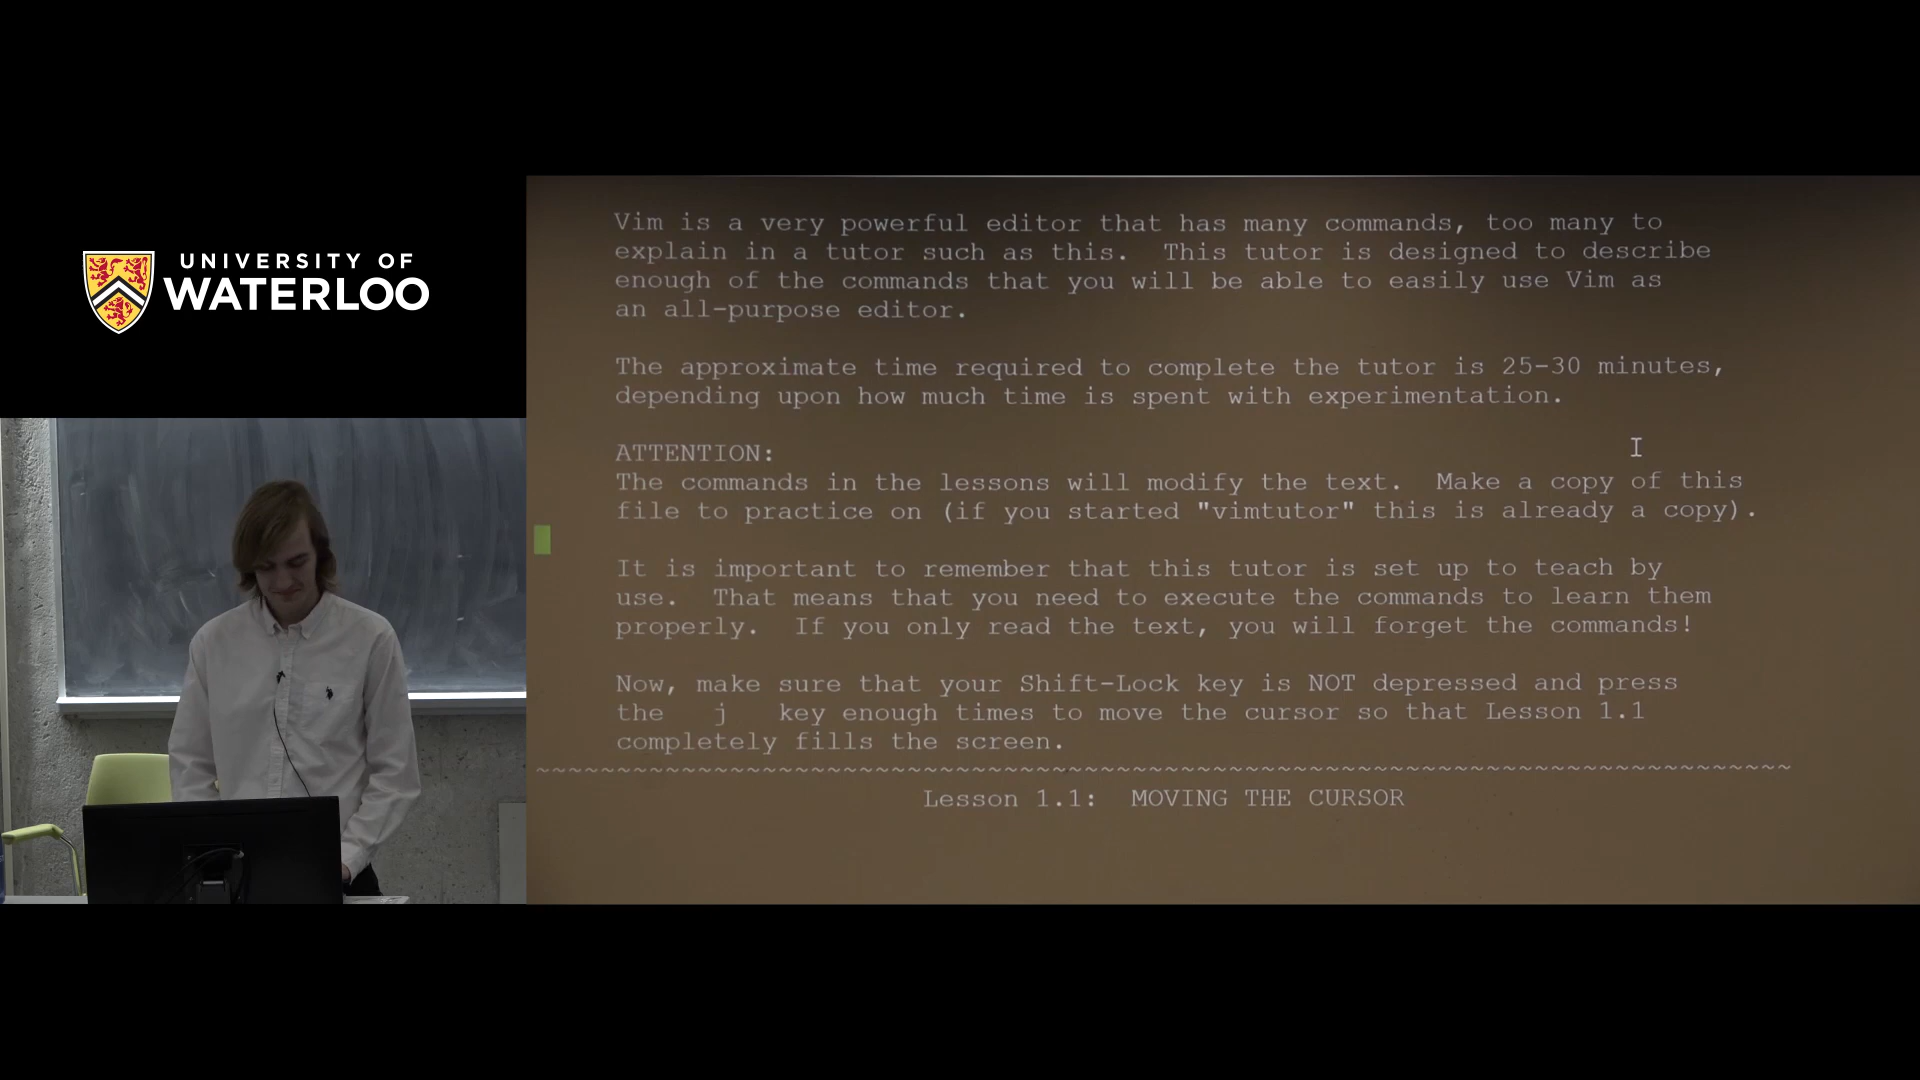 UNIVERSITY OF
WATERLOO
Vim is a very powerful editor that has many commands, too many to
explain in a tutor such as this.  This tutor is designed to describe
enough of the commands that you will be able to easily use Vim as
an all-purpose editor.
The approximate time required to complete the tutor is 25-30 minutes,
depending upon how much time is spent with experimentation.
ATTENTION:
The commands in the lessons will modify the text.  Make a copy of this
file to practice on (if you started "vimtutor" this is already a copy).
It is important to remember that this tutor is set up to teach by
use.  That means that you need to execute the commands to learn them
properly.  If you only read the text, you will forget the commands!
Now, make sure that your Shift-Lock key is NOT depressed and press
the   j   key enough times to move the cursor so that Lesson 1.1
completely fills the screen.
~~~~~~~~~~~~~~~~~~~~~~~~~~~~~~~~~~~~~~~~~~~~~~~~~~~~~~~~~~~~~~~~~~~~~~~~~~~~~~
Lesson 1.1:  MOVING THE CURSOR